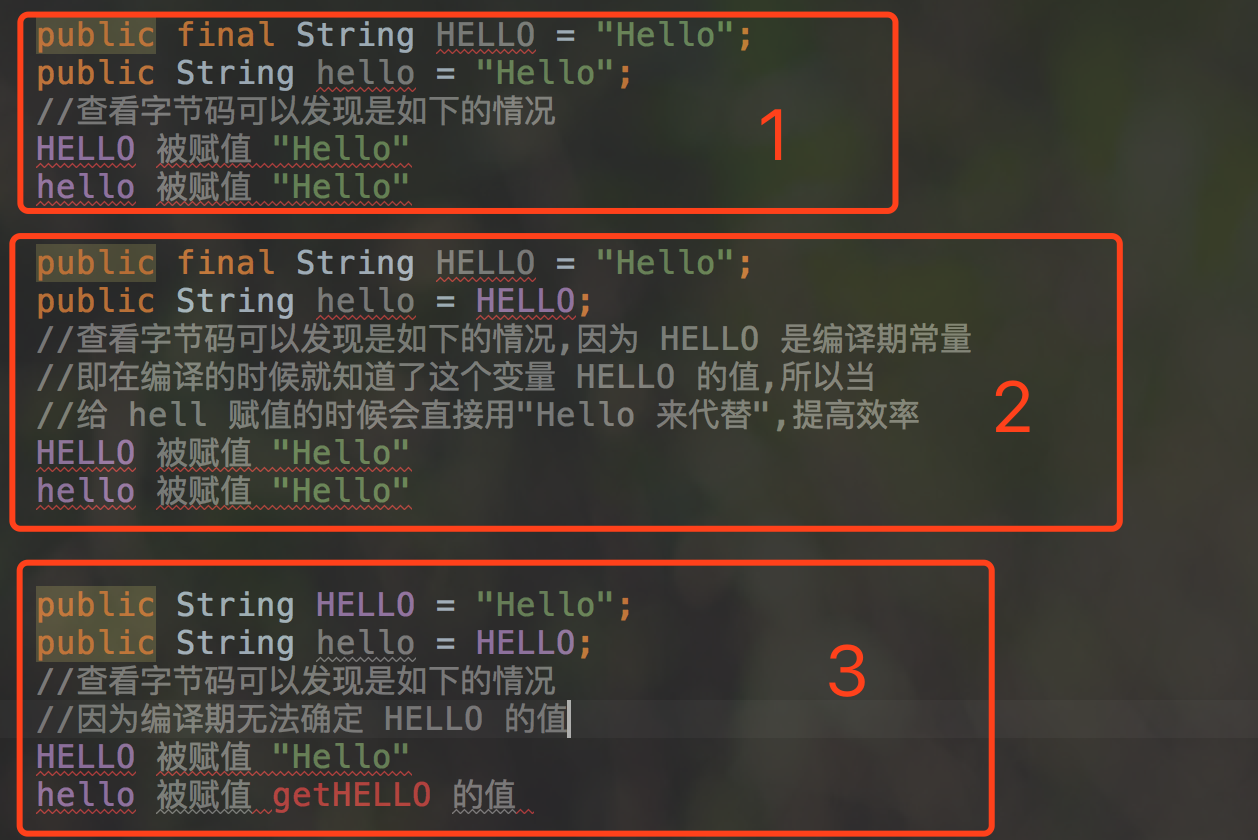 public final String HELLO = "Hello";
public String hello = "Hello";
//查看字节码可以发现是如下的情况
HELLO 被赋值 "Hello"
hello 被赋值 "Hello"
1
public final String HELLO = "Hello";
public String hello = HELLO;
//查看字节码可以发现是如下的情况,因为 HELLO 是编译期常量
//即在编译的时候就知道了这个变量 HELLO 的值,所以当
//给 hell 赋值的时候会直接用"Hello 来代替",提高效率
HELLO 被赋值 "Hello"
hello 被赋值 "Hello"
2
public String HELLO = "Hello";
public String hello = HELLO;
//查看字节码可以发现是如下的情况
//因为编译期无法确定 HELLO 的值
HELLO 被赋值 "Hello"
hello 被赋值 getHELLO 的值
3